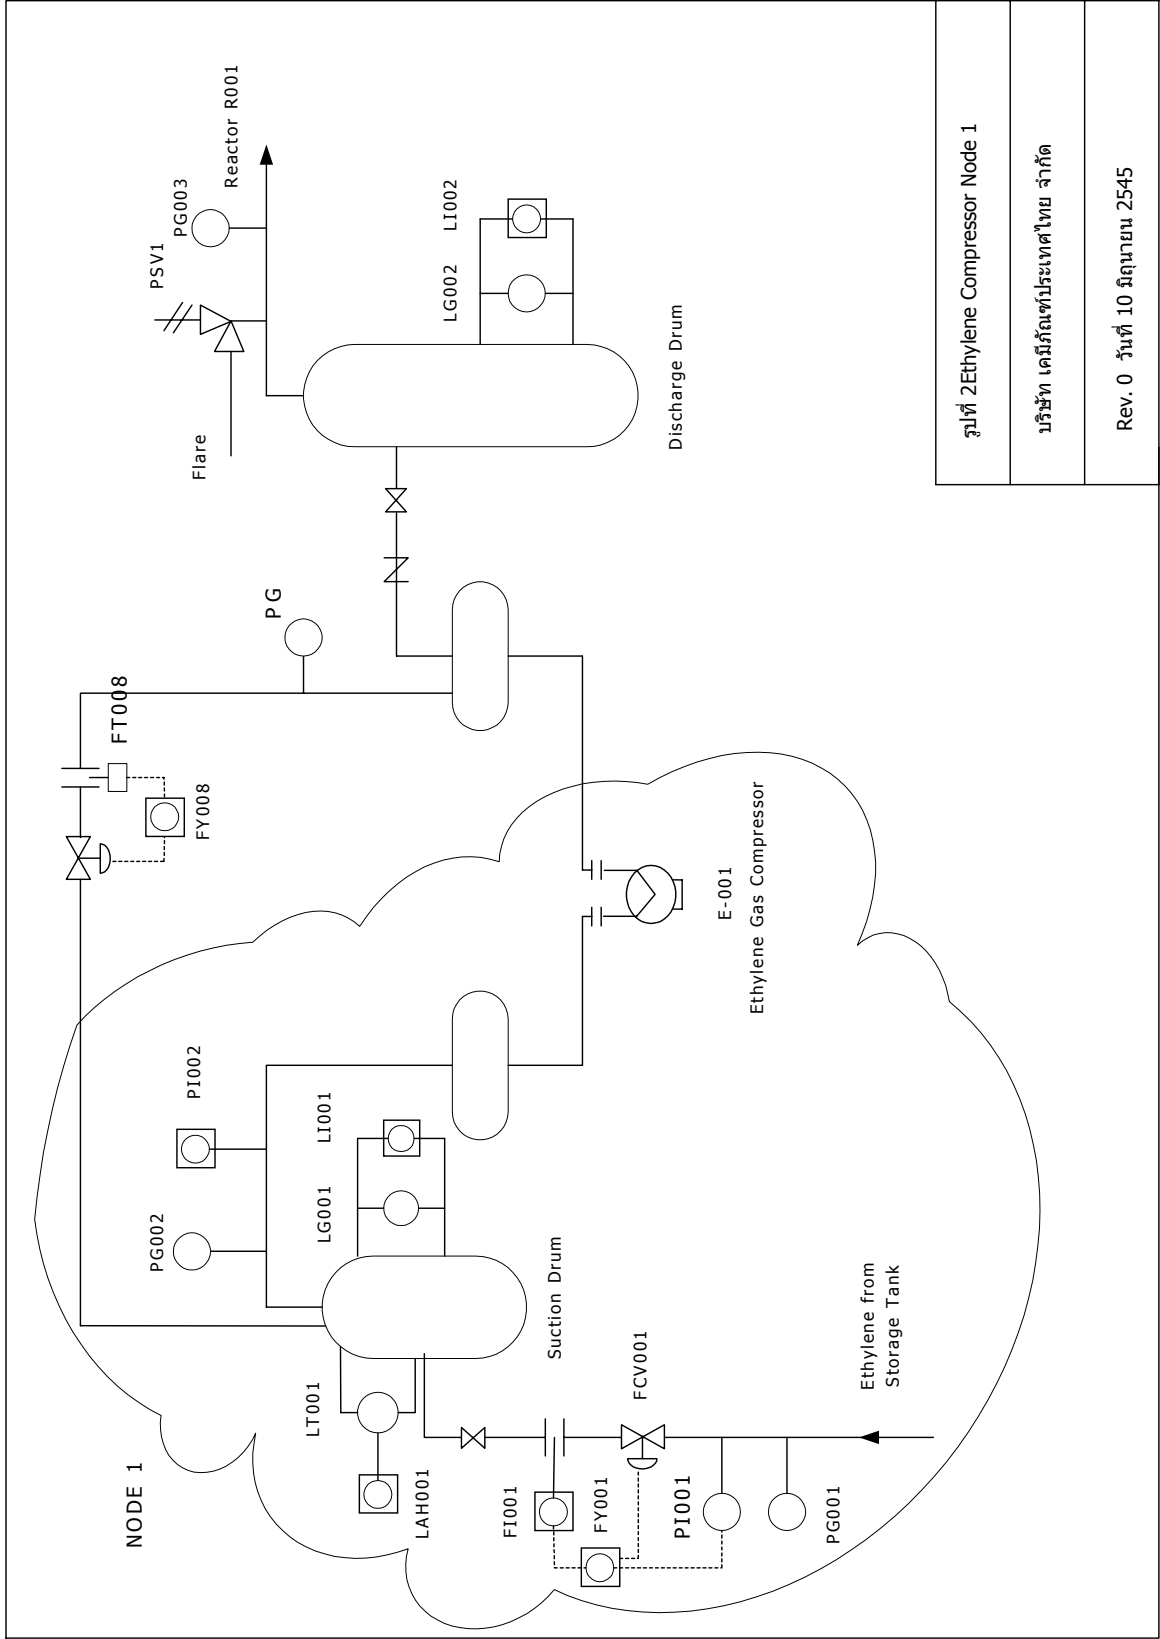 NODE 1
LAH001
LT001
PG002
PI002
LG001
LI001
Suction Drum
FI001
FY001
FCV001
PI001
PG001
Ethylene from
Storage Tank
E-001
Ethylene Gas Compressor
FY008
FT008
PG
Flare
PSV1
PG003
Reactor R001
LG002
LI002
Discharge Drum
รูปที่ 2Ethylene Compressor Node 1
บริษัท เคมีภัณฑ์ประเทศไทย จำกัด
Rev. 0 วันที่ 10 มิถุนายน 2545